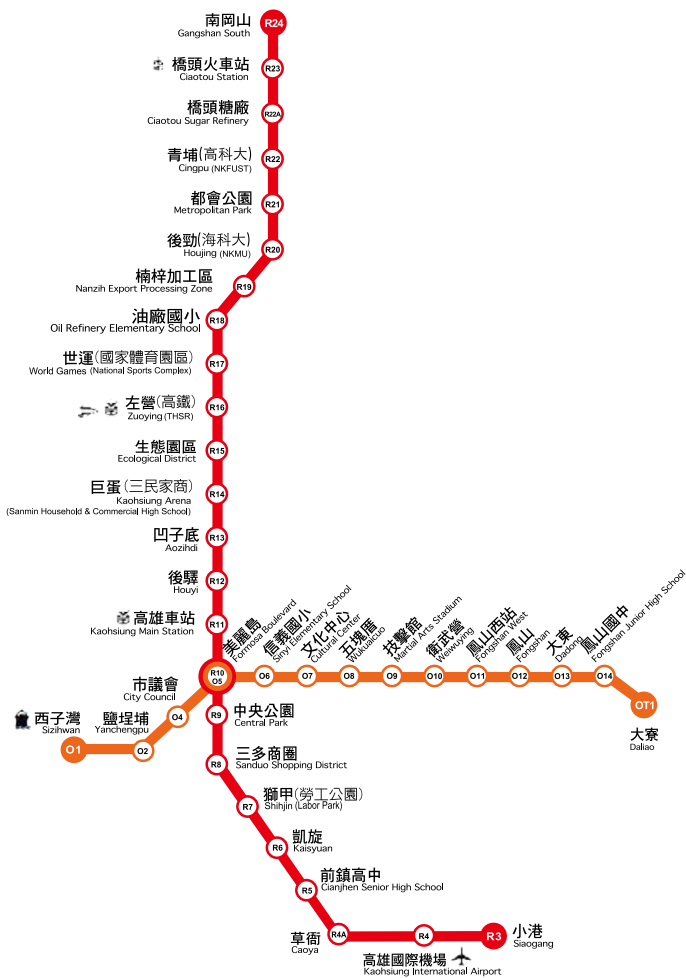 南岡山
Gangshan South
R24
橋頭火車站
Ciaotou Station
R23
橋頭糖廠
Ciaotou Sugar Refinery
R22A
青埔(高科大)
Cingpu (NKFUST)
R22
都會公園
Metropolitan Park
R21
後勁(海科大)
Houjing (NKMU)
R20
楠梓加工區
Nanzih Export Processing Zone
R19
油廠國小
Oil Refinery Elementary School
R18
世運(國家體育園區)
World Games (National Sports Complex)
R17
左營(高鐵)
Zuoying (THSR)
R16
生態園區
Ecological District
R15
巨蛋(三民家商)
Kaohsiung Arena
(Sanmin Household & Commercial High School)
R14
凹子底
Aozihdi
R13
後驛
Houyi
R12
高雄車站
Kaohsiung Main Station
R11
美麗島
Formosa Boulevard
R10
O5
信義國小
Sinyi Elementary School
O6
文化中心
Cultural Center
O7
五塊厝
Wukuaicuo
O8
技擊館
Martial Arts Stadium
O9
衛武營
Weiwuying
O10
鳳山西站
Fongshan West
O11
鳳山
Fongshan
O12
大東
Dadong
O13
鳳山國中
Fongshan Junior High School
O14
OT1
大寮
Daliao
市議會
City Council
O4
鹽埕埔
Yanchengpu
O2
西子灣
Sizihwan
O1
中央公園
Central Park
R9
三多商圈
Sanduo Shopping District
R8
獅甲(勞工公園)
Shihjin (Labor Park)
R7
凱旋
Kaisyuan
R6
前鎮高中
Cianjhen Senior High School
R5
草衙
Caoya
R4A
高雄國際機場
Kaohsiung International Airport
R4
小港
Siaogang
R3